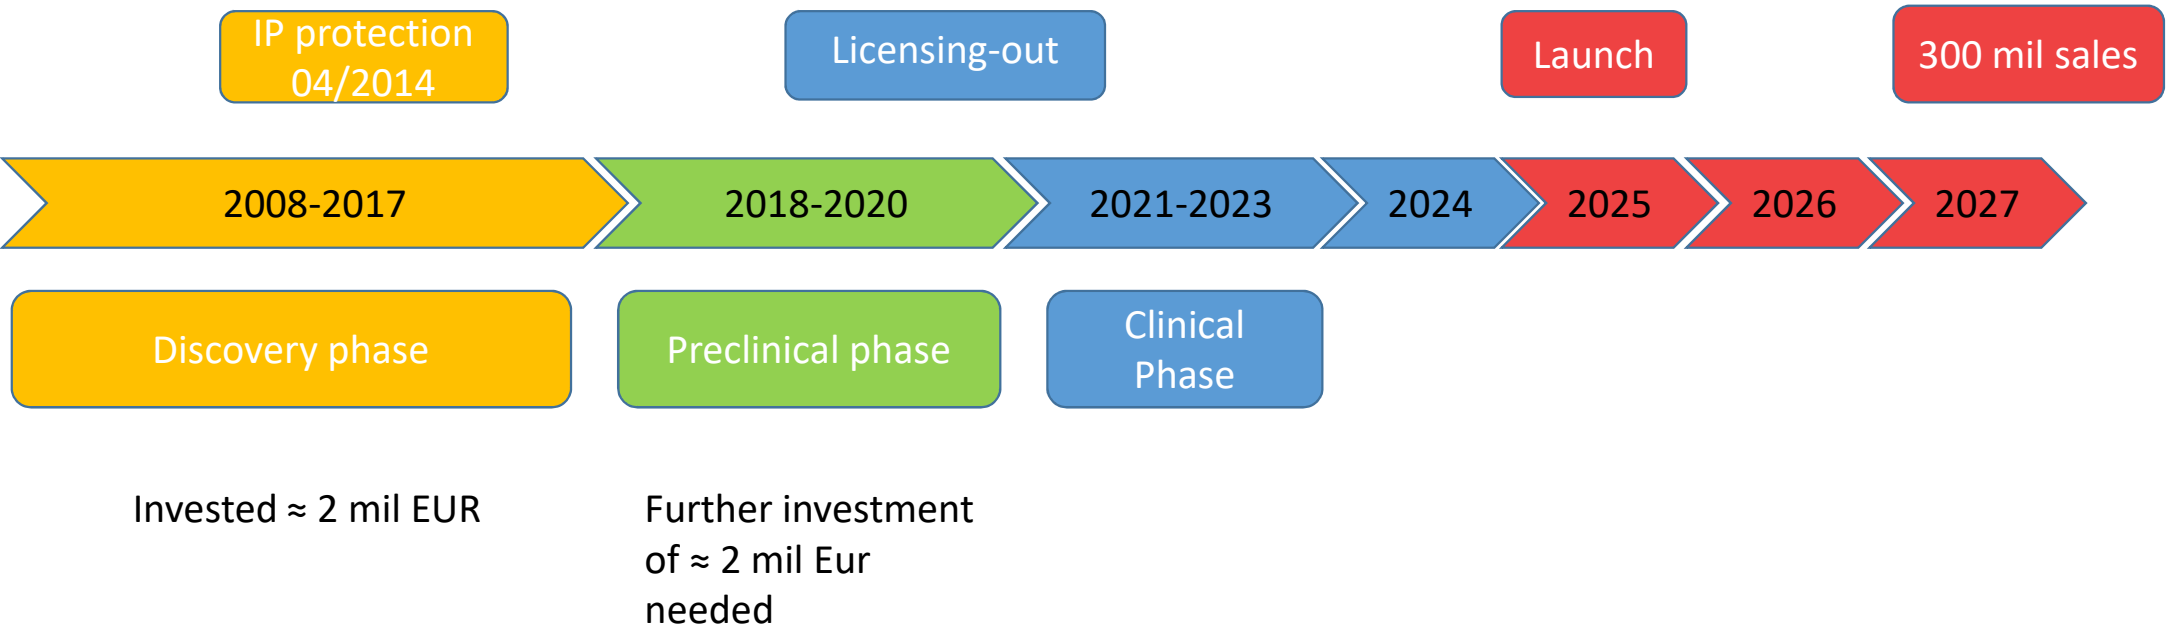 IP protection
04/2014
Licensing-out
Launch
300 mil sales
2008-2017
2018-2020
2021-2023
2024
2025
2026
2027
Discovery phase
Preclinical phase
Clinical
Phase
Invested ≈ 2 mil EUR
Further investment
of ≈ 2 mil Eur
needed